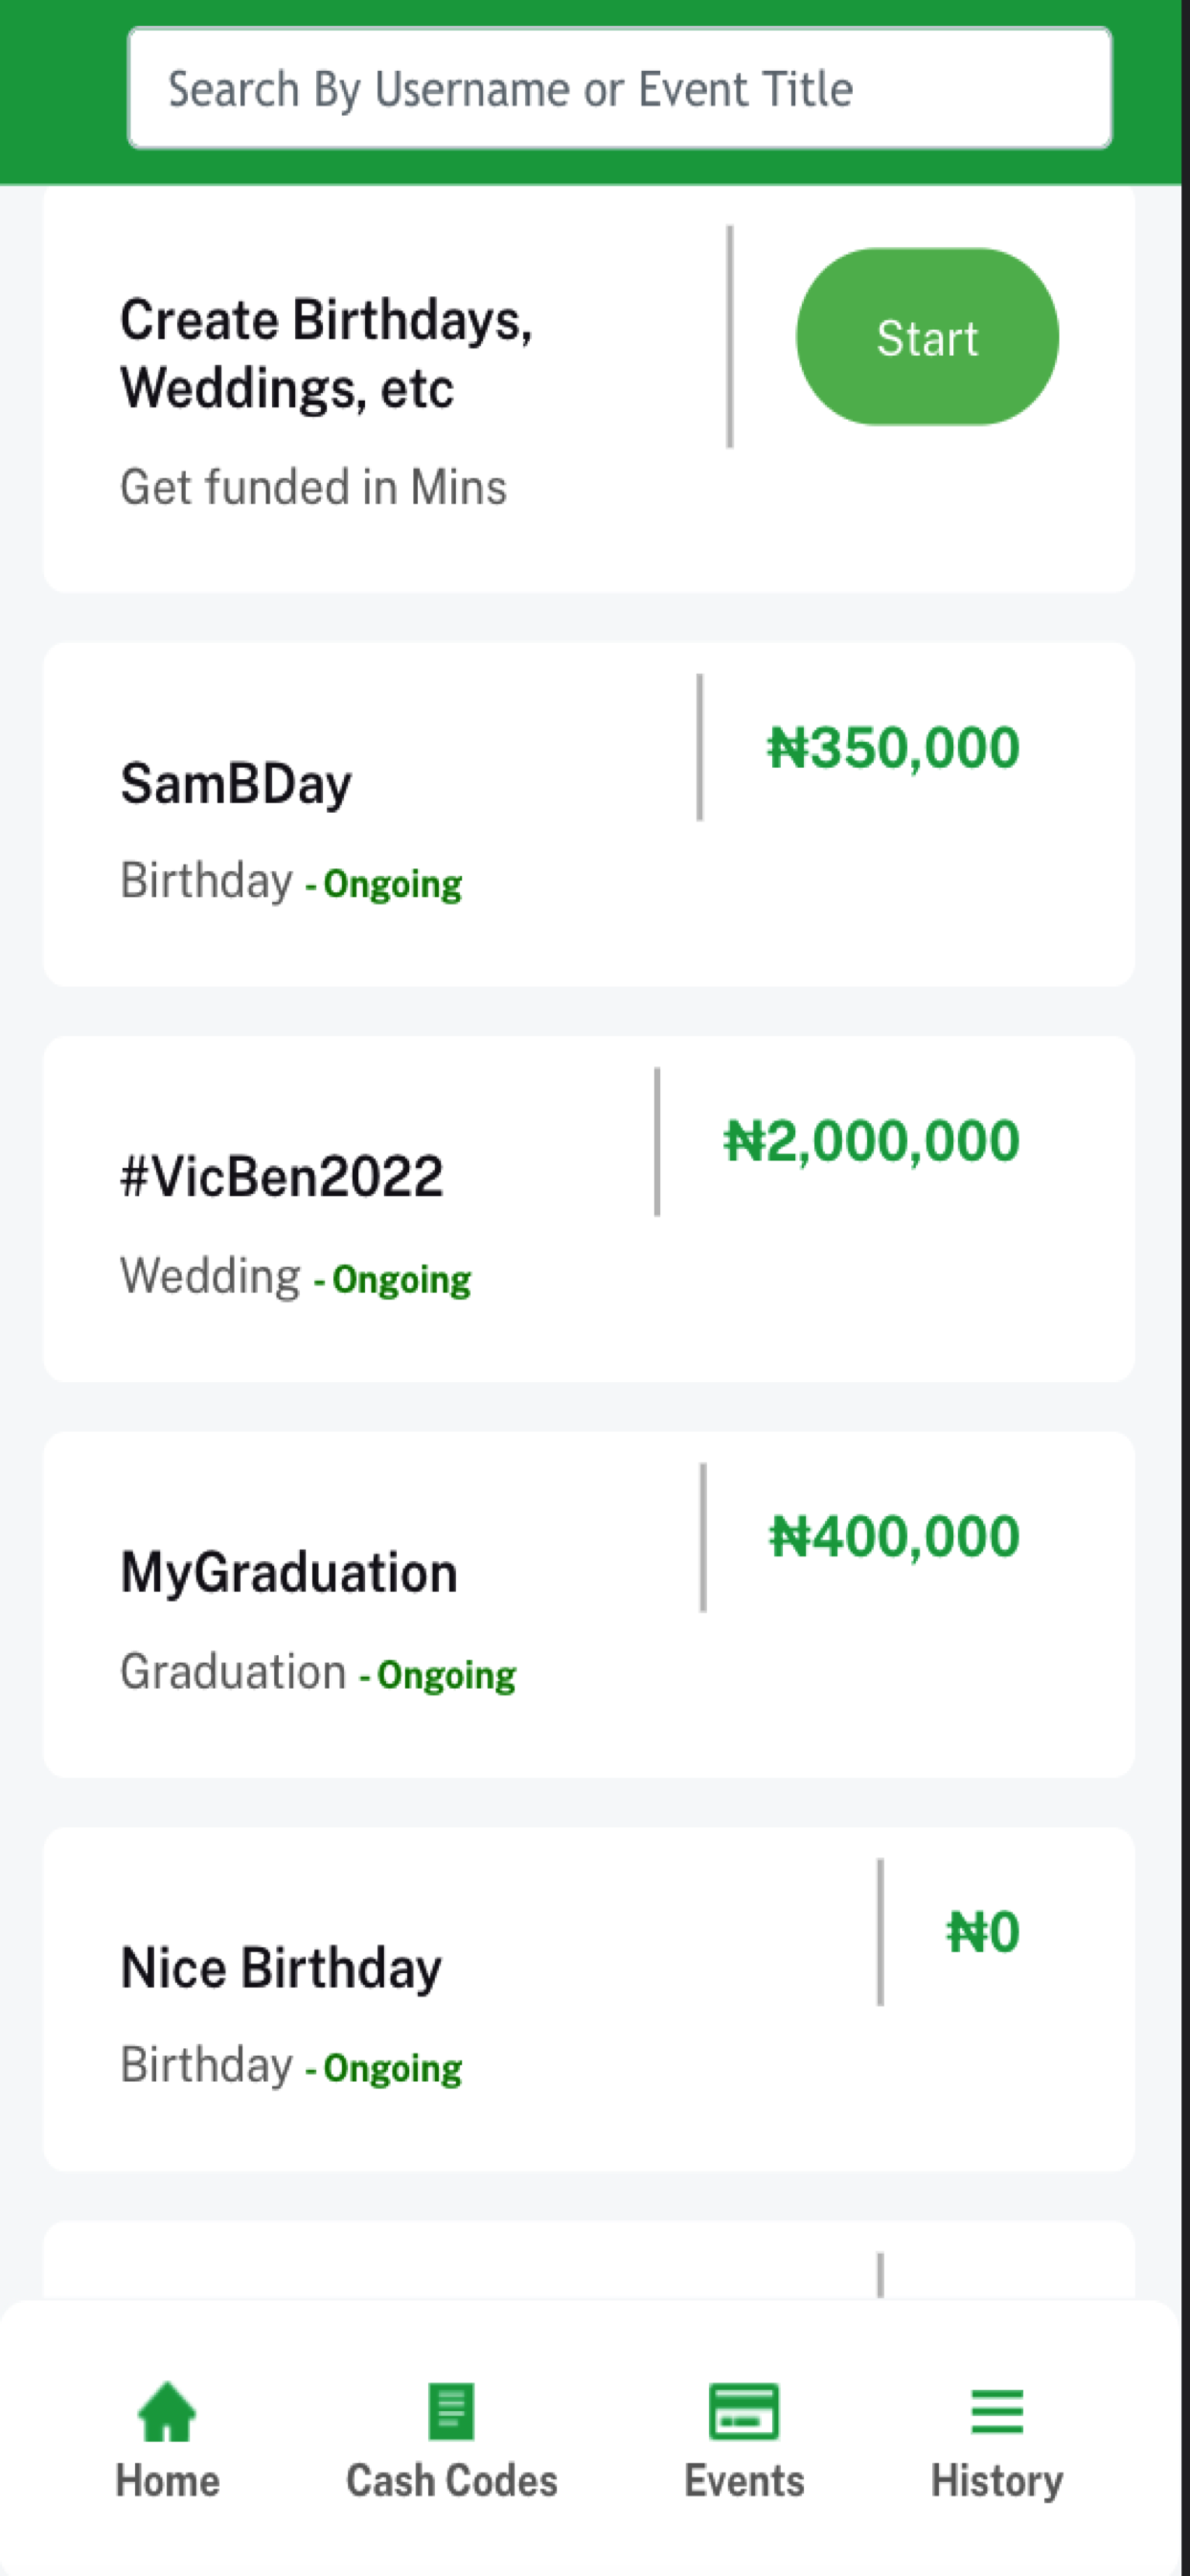 Search By Username or Event Title
Create Birthdays,
Weddings, etc
Start
Get funded in Mins
SamBDay
₦350,000
Birthday - Ongoing
#VicBen2022
₦2,000,000
Wedding - Ongoing
MyGraduation
₦400,000
Graduation - Ongoing
Nice Birthday
₦0
Birthday - Ongoing
Home
Cash Codes
Events
History